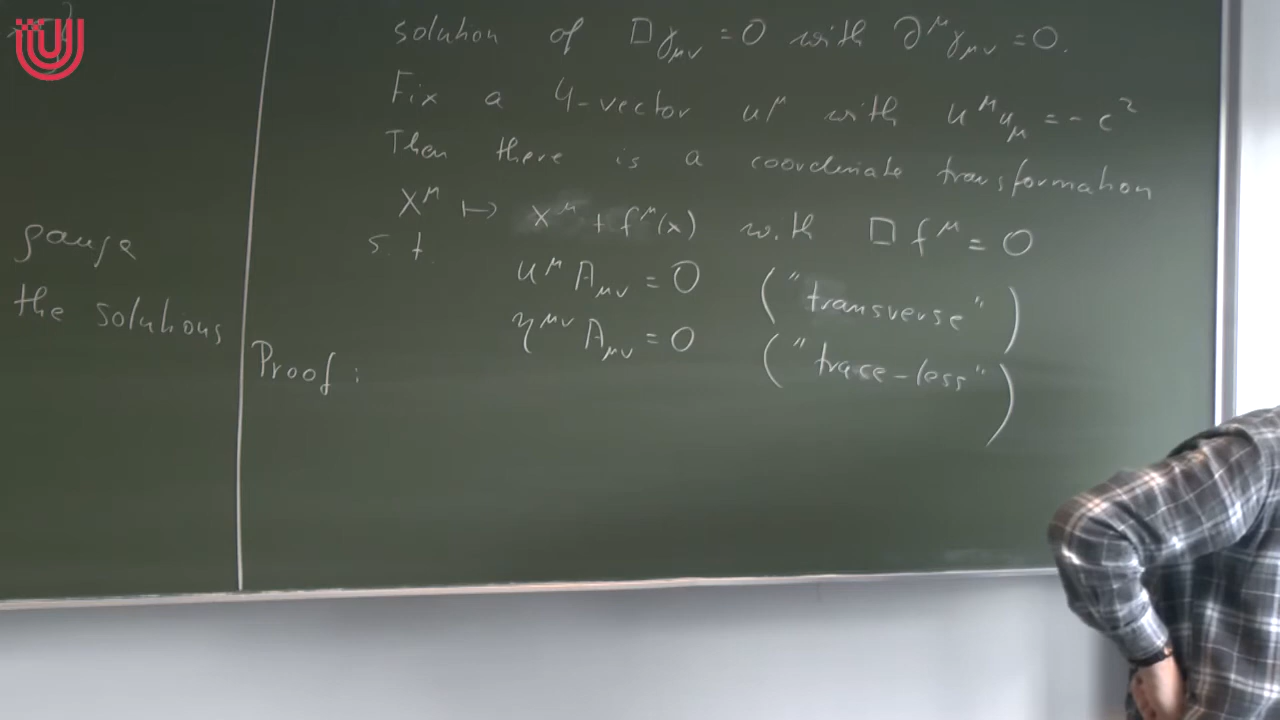 solution of □γ_μν = 0 with ∂^μ γ_μν = 0.
Fix a 4-vector u^μ with u^μ u_μ = -c²
Then there is a coordinate transformation
x^μ ↦ x^μ + f^μ(x) with □ f^μ = 0
s.t.
u^μ A_μν = 0 ("transverse")
η^μν A_μν = 0 ("trace-less")
gauge
the solutions
Proof: